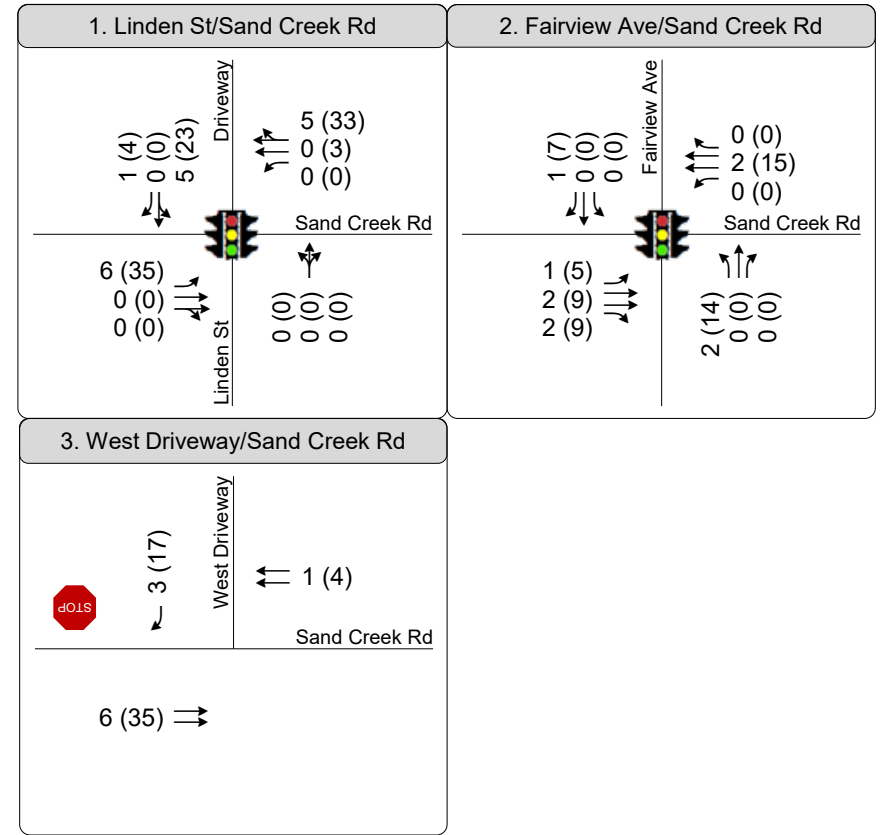 1. Linden St/Sand Creek Rd
Driveway
1 (4)
0 (0)
5 (23)
5 (33)
0 (3)
0 (0)
Sand Creek Rd
6 (35)
0 (0)
0 (0)
Linden St
0 (0)
0 (0)
0 (0)
2. Fairview Ave/Sand Creek Rd
Fairview Ave
1 (7)
0 (0)
0 (0)
0 (0)
2 (15)
0 (0)
Sand Creek Rd
1 (5)
2 (9)
2 (9)
2 (14)
0 (0)
0 (0)
3. West Driveway/Sand Creek Rd
West Driveway
STOP
3 (17)
1 (4)
Sand Creek Rd
6 (35)